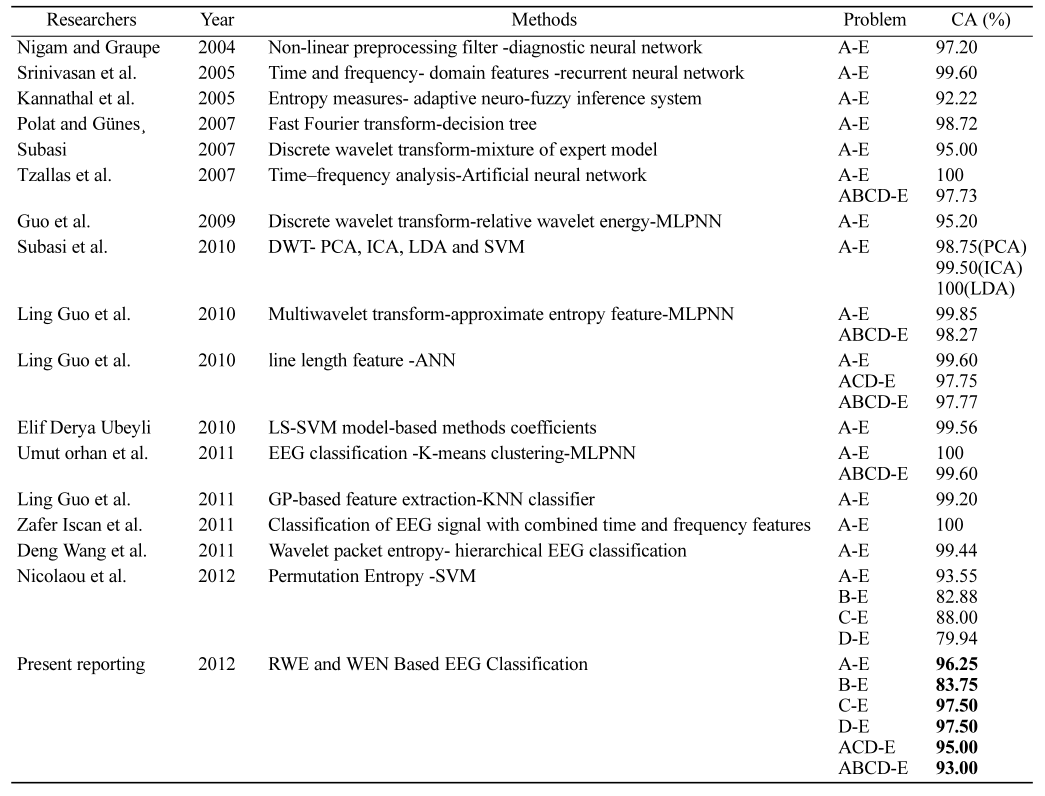 Researchers Year Methods Problem CA (%)
Nigam and Graupe 2004 Non-linear preprocessing filter -diagnostic neural network A-E 97.20
Srinivasan et al. 2005 Time and frequency- domain features -recurrent neural network A-E 99.60
Kannathal et al. 2005 Entropy measures- adaptive neuro-fuzzy inference system A-E 92.22
Polat and Günes¸ 2007 Fast Fourier transform-decision tree A-E 98.72
Subasi 2007 Discrete wavelet transform-mixture of expert model A-E 95.00
Tzallas et al. 2007 Time–frequency analysis-Artificial neural network A-E 100
ABCD-E 97.73
Guo et al. 2009 Discrete wavelet transform-relative wavelet energy-MLPNN A-E 95.20
Subasi et al. 2010 DWT- PCA, ICA, LDA and SVM A-E 98.75(PCA)
99.50(ICA)
100(LDA)
Ling Guo et al. 2010 Multiwavelet transform-approximate entropy feature-MLPNN A-E 99.85
ABCD-E 98.27
Ling Guo et al. 2010 line length feature -ANN A-E 99.60
ACD-E 97.75
ABCD-E 97.77
Elif Derya Ubeyli 2010 LS-SVM model-based methods coefficients A-E 99.56
Umut orhan et al. 2011 EEG classification -K-means clustering-MLPNN A-E 100
ABCD-E 99.60
Ling Guo et al. 2011 GP-based feature extraction-KNN classifier A-E 99.20
Zafer Iscan et al. 2011 Classification of EEG signal with combined time and frequency features A-E 100
Deng Wang et al. 2011 Wavelet packet entropy- hierarchical EEG classification A-E 99.44
Nicolaou et al. 2012 Permutation Entropy -SVM A-E 93.55
B-E 82.88
C-E 88.00
D-E 79.94
Present reporting 2012 RWE and WEN Based EEG Classification A-E 96.25
B-E 83.75
C-E 97.50
D-E 97.50
ACD-E 95.00
ABCD-E 93.00